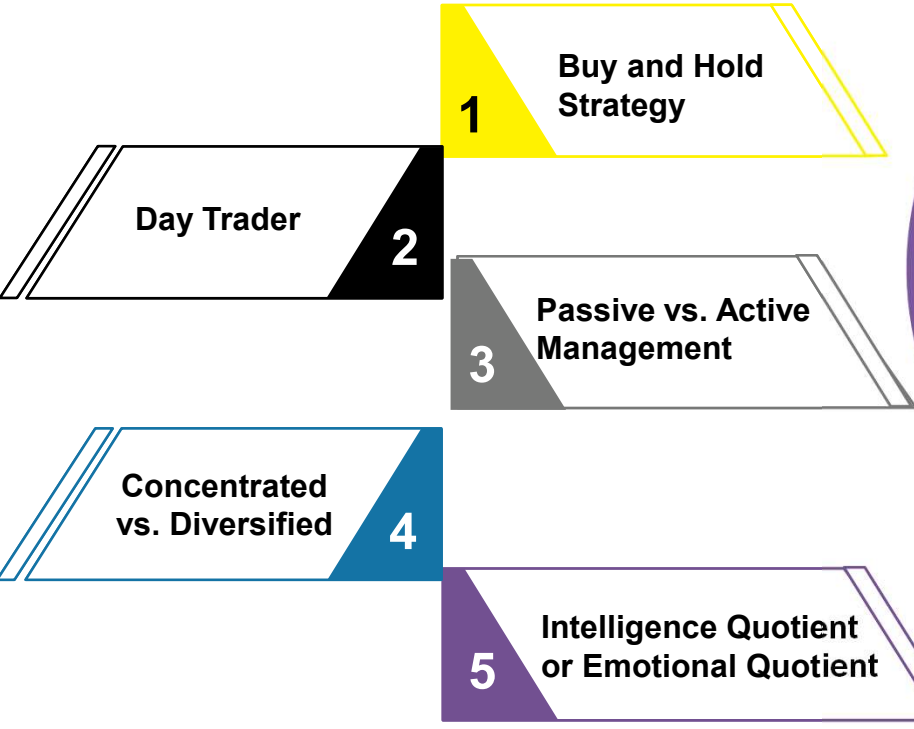 1
Buy and Hold
Strategy
2
Day Trader
3
Passive vs. Active
Management
4
Concentrated
vs. Diversified
5
Intelligence Quotient
or Emotional Quotient